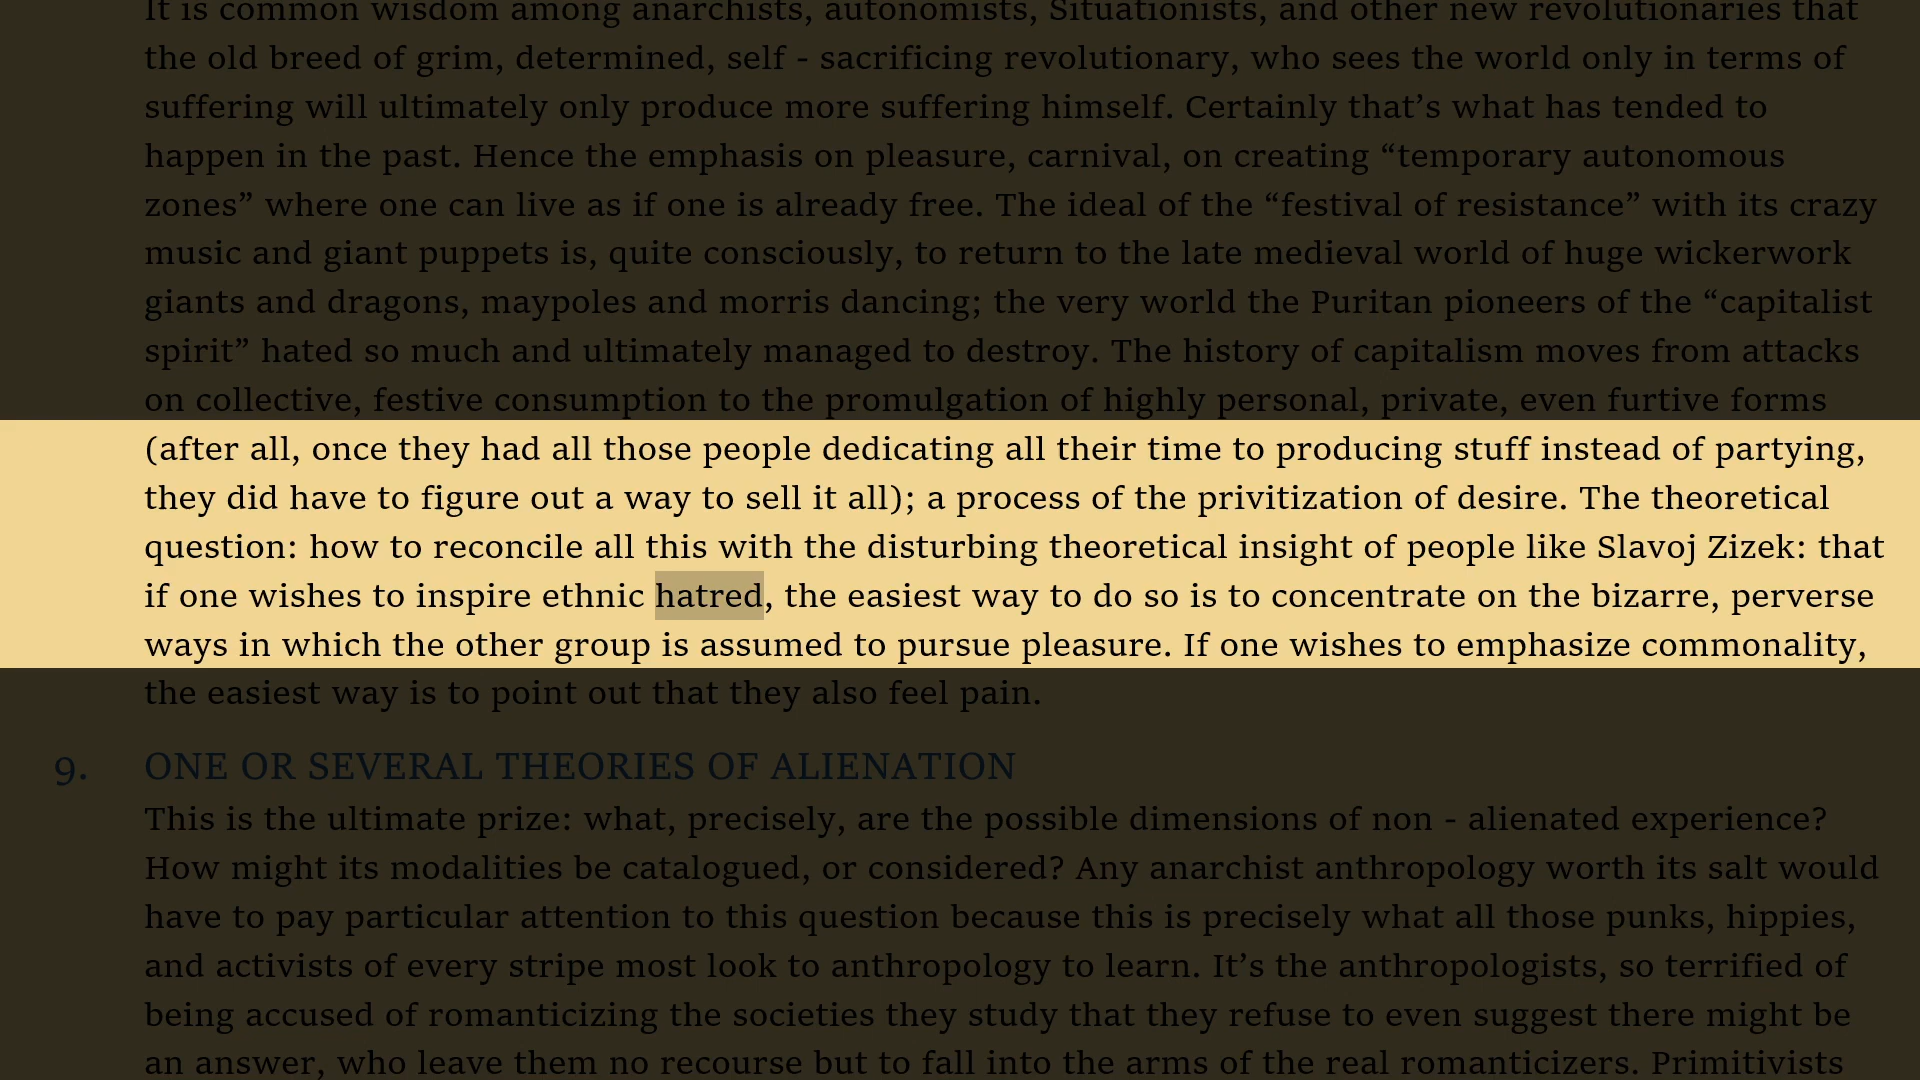 It is common wisdom among anarchists, autonomists, Situationists, and other new revolutionaries that
the old breed of grim, determined, self - sacrificing revolutionary, who sees the world only in terms of
suffering will ultimately only produce more suffering himself. Certainly that’s what has tended to
happen in the past. Hence the emphasis on pleasure, carnival, on creating “temporary autonomous
zones” where one can live as if one is already free. The ideal of the “festival of resistance” with its crazy
music and giant puppets is, quite consciously, to return to the late medieval world of huge wickerwork
giants and dragons, maypoles and morris dancing; the very world the Puritan pioneers of the “capitalist
spirit” hated so much and ultimately managed to destroy. The history of capitalism moves from attacks
on collective, festive consumption to the promulgation of highly personal, private, even furtive forms
(after all, once they had all those people dedicating all their time to producing stuff instead of partying,
they did have to figure out a way to sell it all); a process of the privitization of desire. The theoretical
question: how to reconcile all this with the disturbing theoretical insight of people like Slavoj Zizek: that
if one wishes to inspire ethnic hatred, the easiest way to do so is to concentrate on the bizarre, perverse
ways in which the other group is assumed to pursue pleasure. If one wishes to emphasize commonality,
the easiest way is to point out that they also feel pain.
9. ONE OR SEVERAL THEORIES OF ALIENATION
This is the ultimate prize: what, precisely, are the possible dimensions of non - alienated experience?
How might its modalities be catalogued, or considered? Any anarchist anthropology worth its salt would
have to pay particular attention to this question because this is precisely what all those punks, hippies,
and activists of every stripe most look to anthropology to learn. It’s the anthropologists, so terrified of
being accused of romanticizing the societies they study that they refuse to even suggest there might be
an answer, who leave them no recourse but to fall into the arms of the real romanticizers. Primitivists